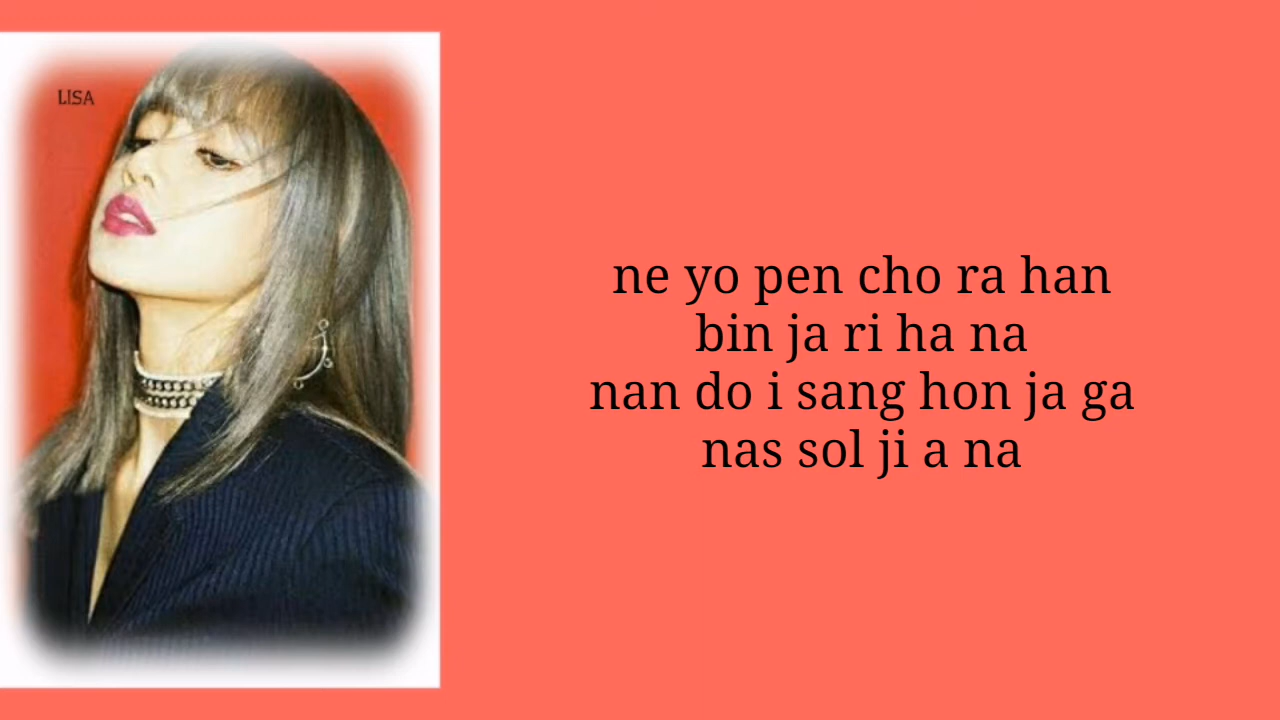 LISA
ne yo pen cho ra han
bin ja ri ha na
nan do i sang hon ja ga
nas sol ji a na